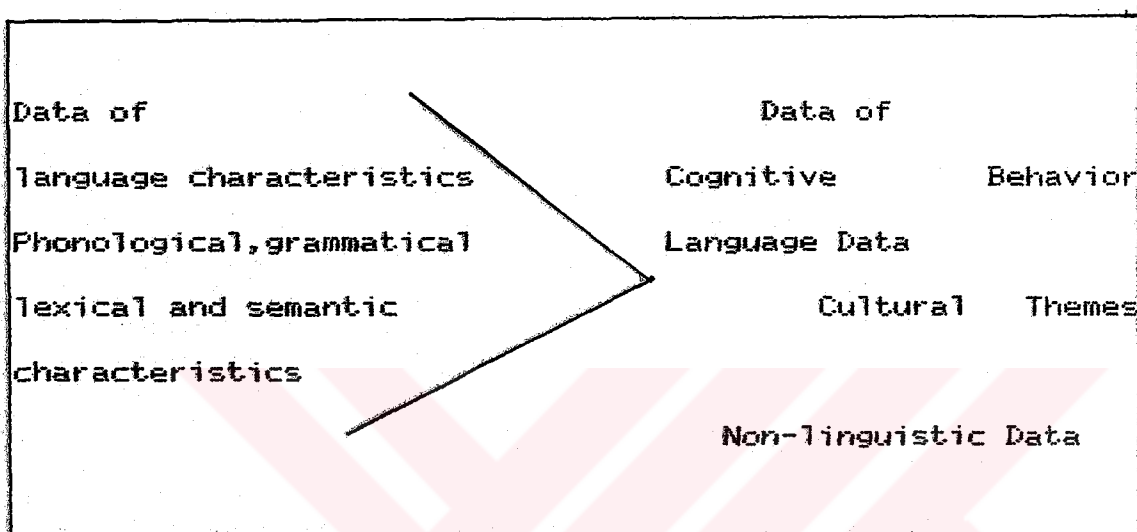 Data of
language characteristics
Phonological,grammatical
lexical and semantic
characteristics
Data of
Cognitive Behavior
Language Data
Cultural Themes
Non-linguistic Data